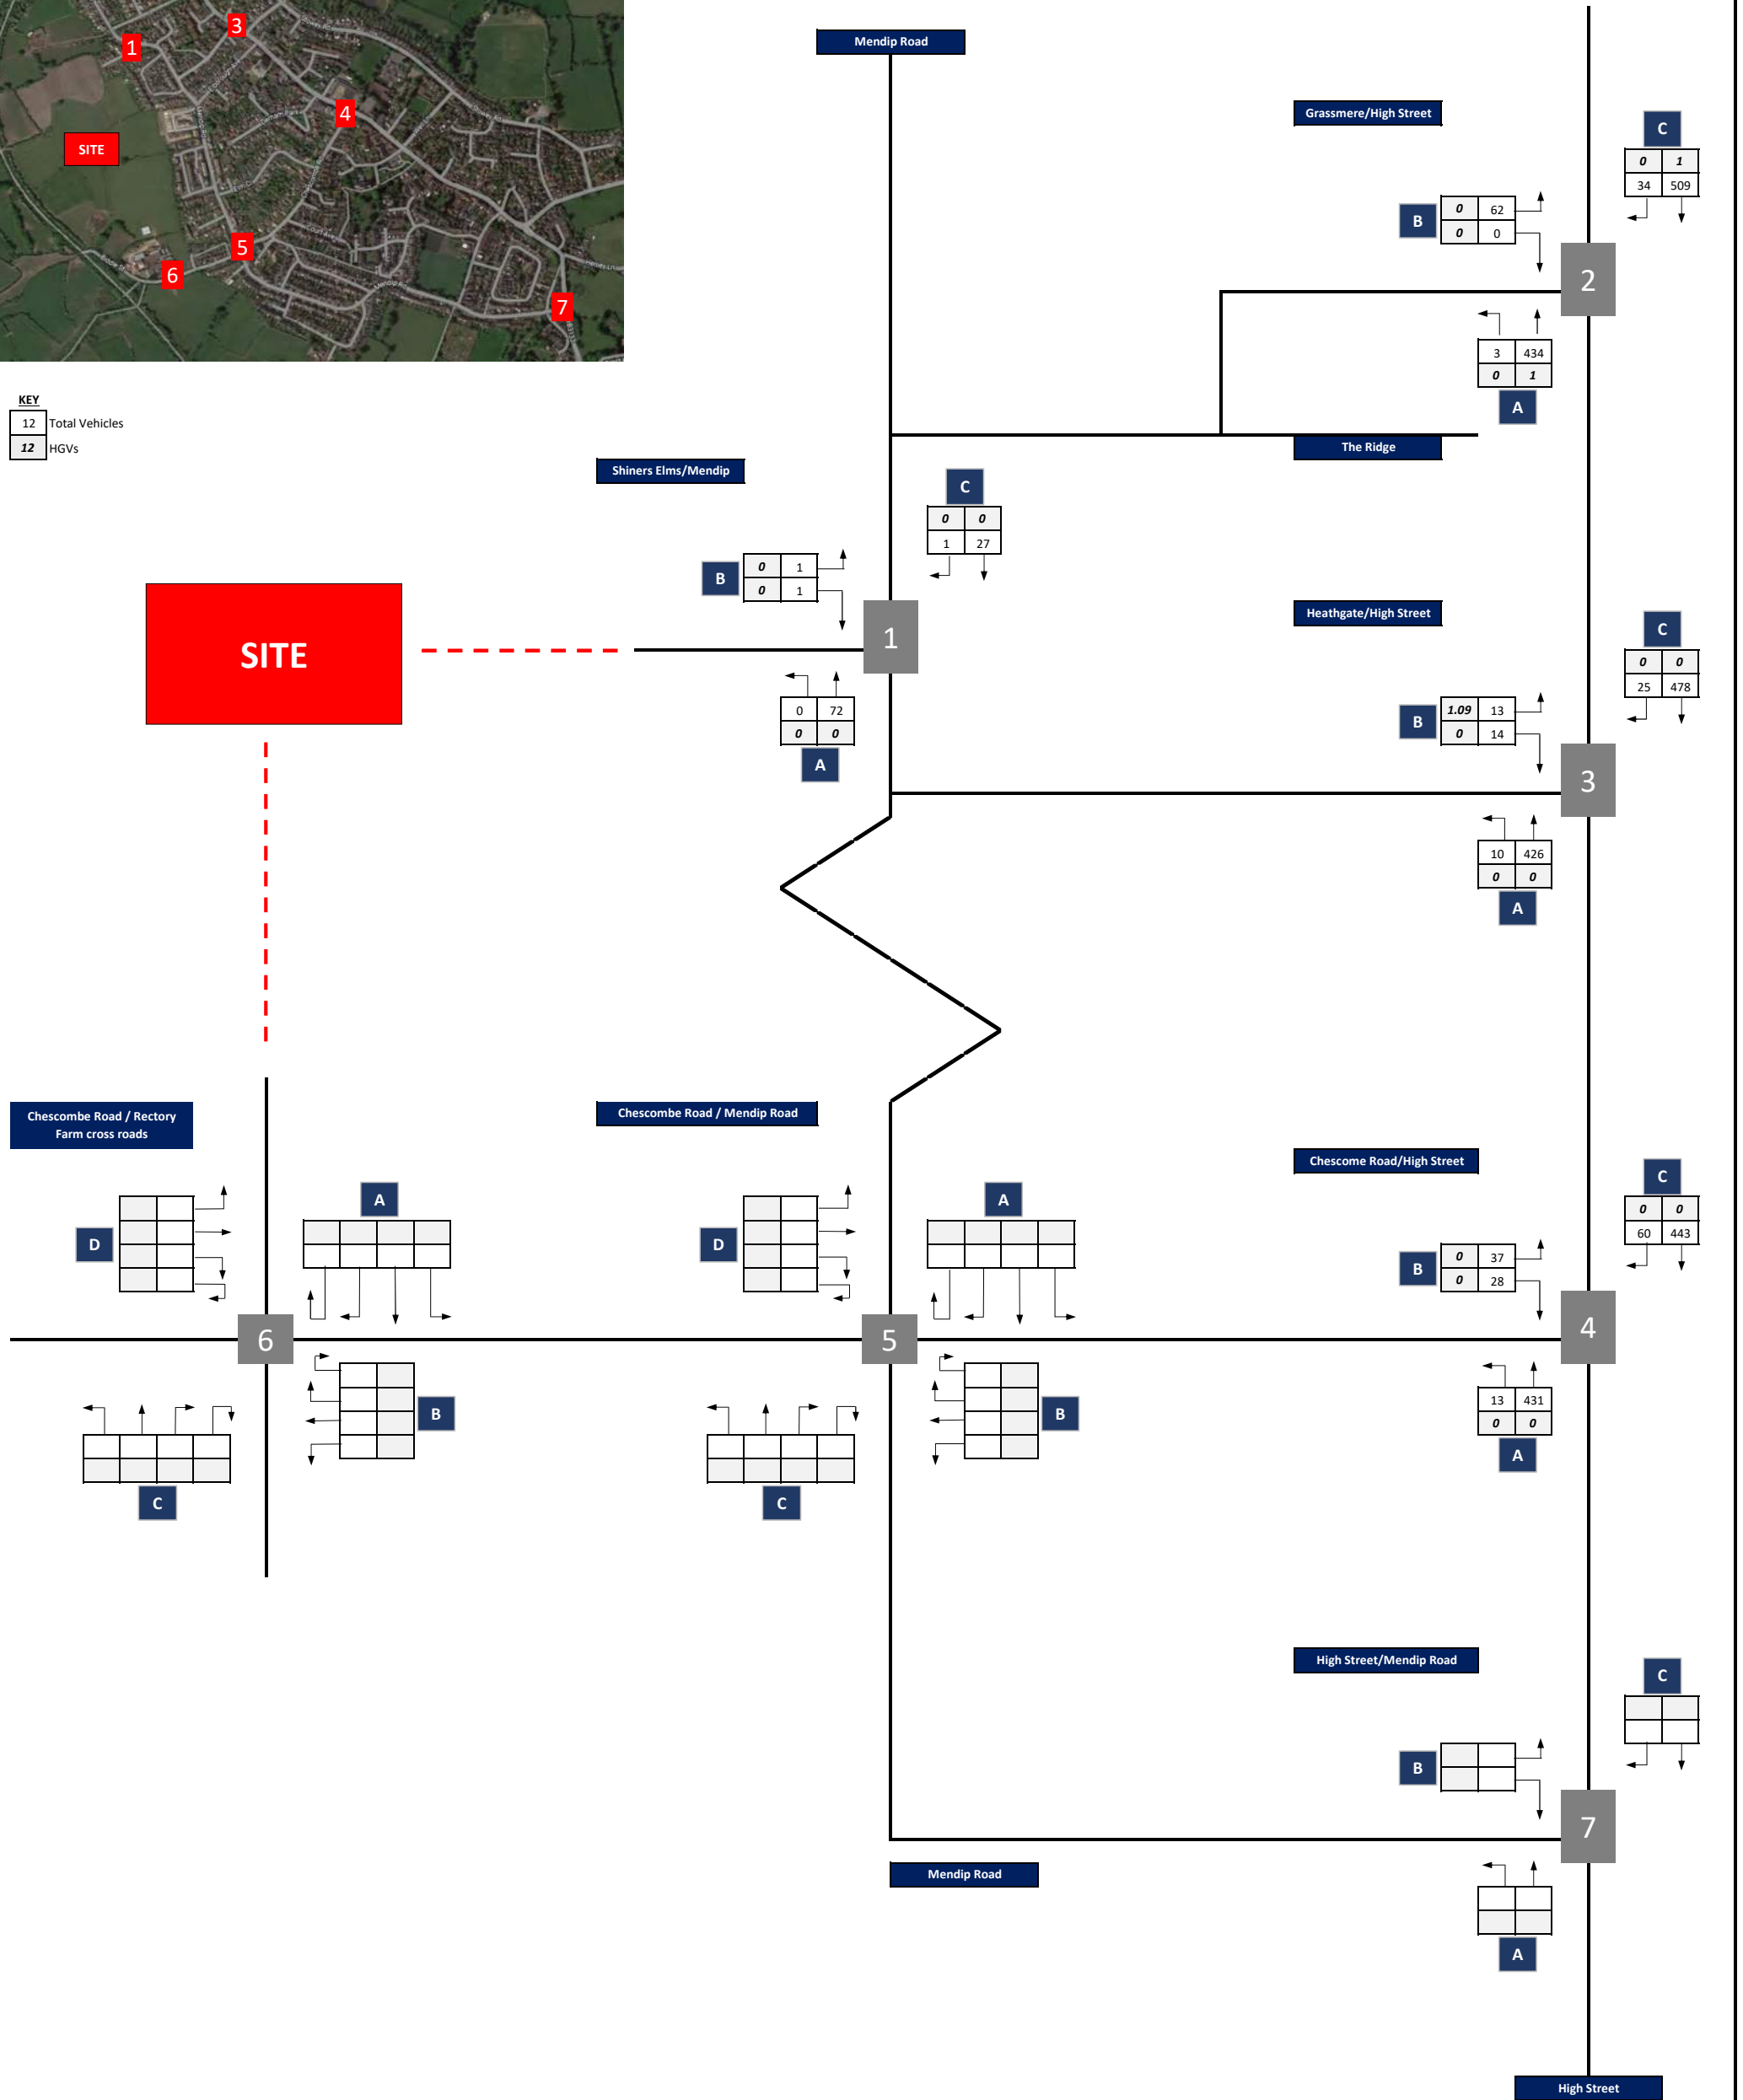 3
1
4
SITE
5
6
7
KEY
12 Total Vehicles
12 HGVs
Mendip Road
Grassmere/High Street
C
0 1
34 509
B
0 62
0 0
2
3 434
0 1
A
The Ridge
Shiners Elms/Mendip
C
0 0
1 27
B
0 1
0 1
1
SITE
0 72
0 0
A
Heathgate/High Street
C
0 0
25 478
B
1.09 13
0 14
3
10 426
0 0
A
Chescombe Road / Rectory
Farm cross roads
A
D
6
B
C
Chescombe Road / Mendip Road
A
D
5
B
C
Chescome Road/High Street
C
0 0
60 443
B
0 37
0 28
4
13 431
0 0
A
High Street/Mendip Road
C
B
7
Mendip Road
A
High Street